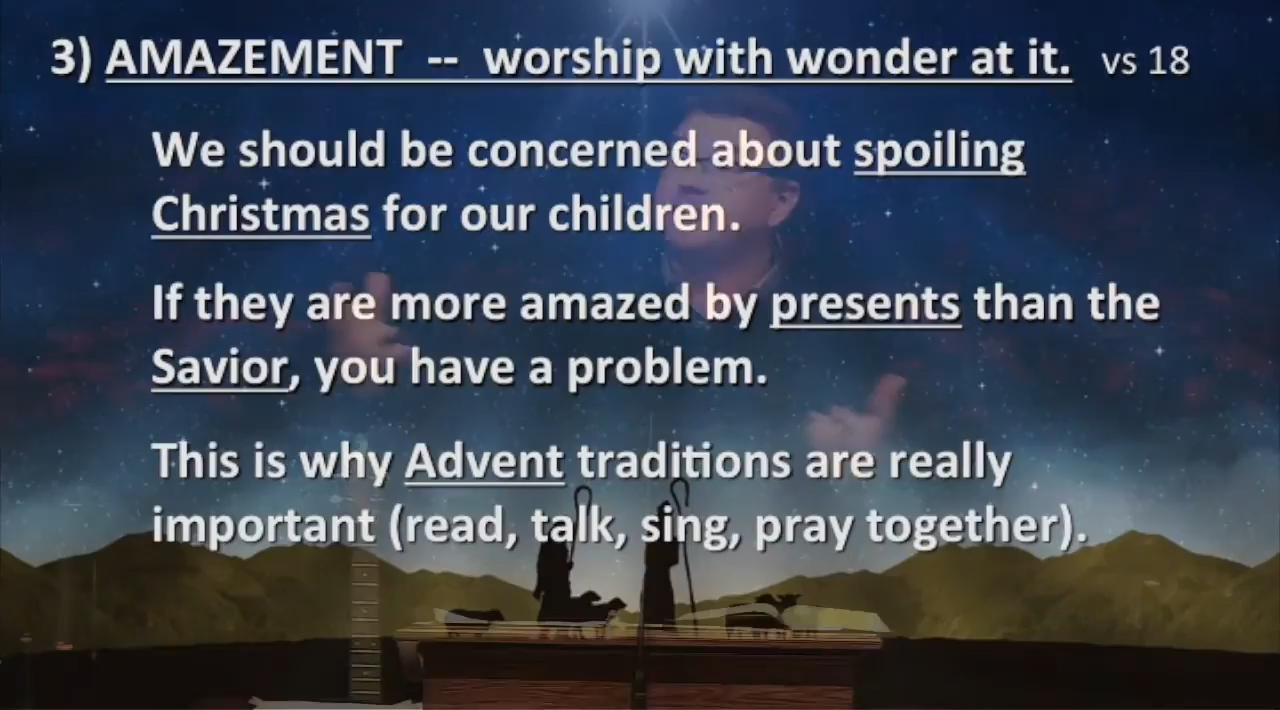 3) AMAZEMENT -- worship with wonder at it. vs 18
We should be concerned about spoiling
Christmas for our children.
If they are more amazed by presents than the
Savior, you have a problem.
This is why Advent traditions are really
important (read, talk, sing, pray together).